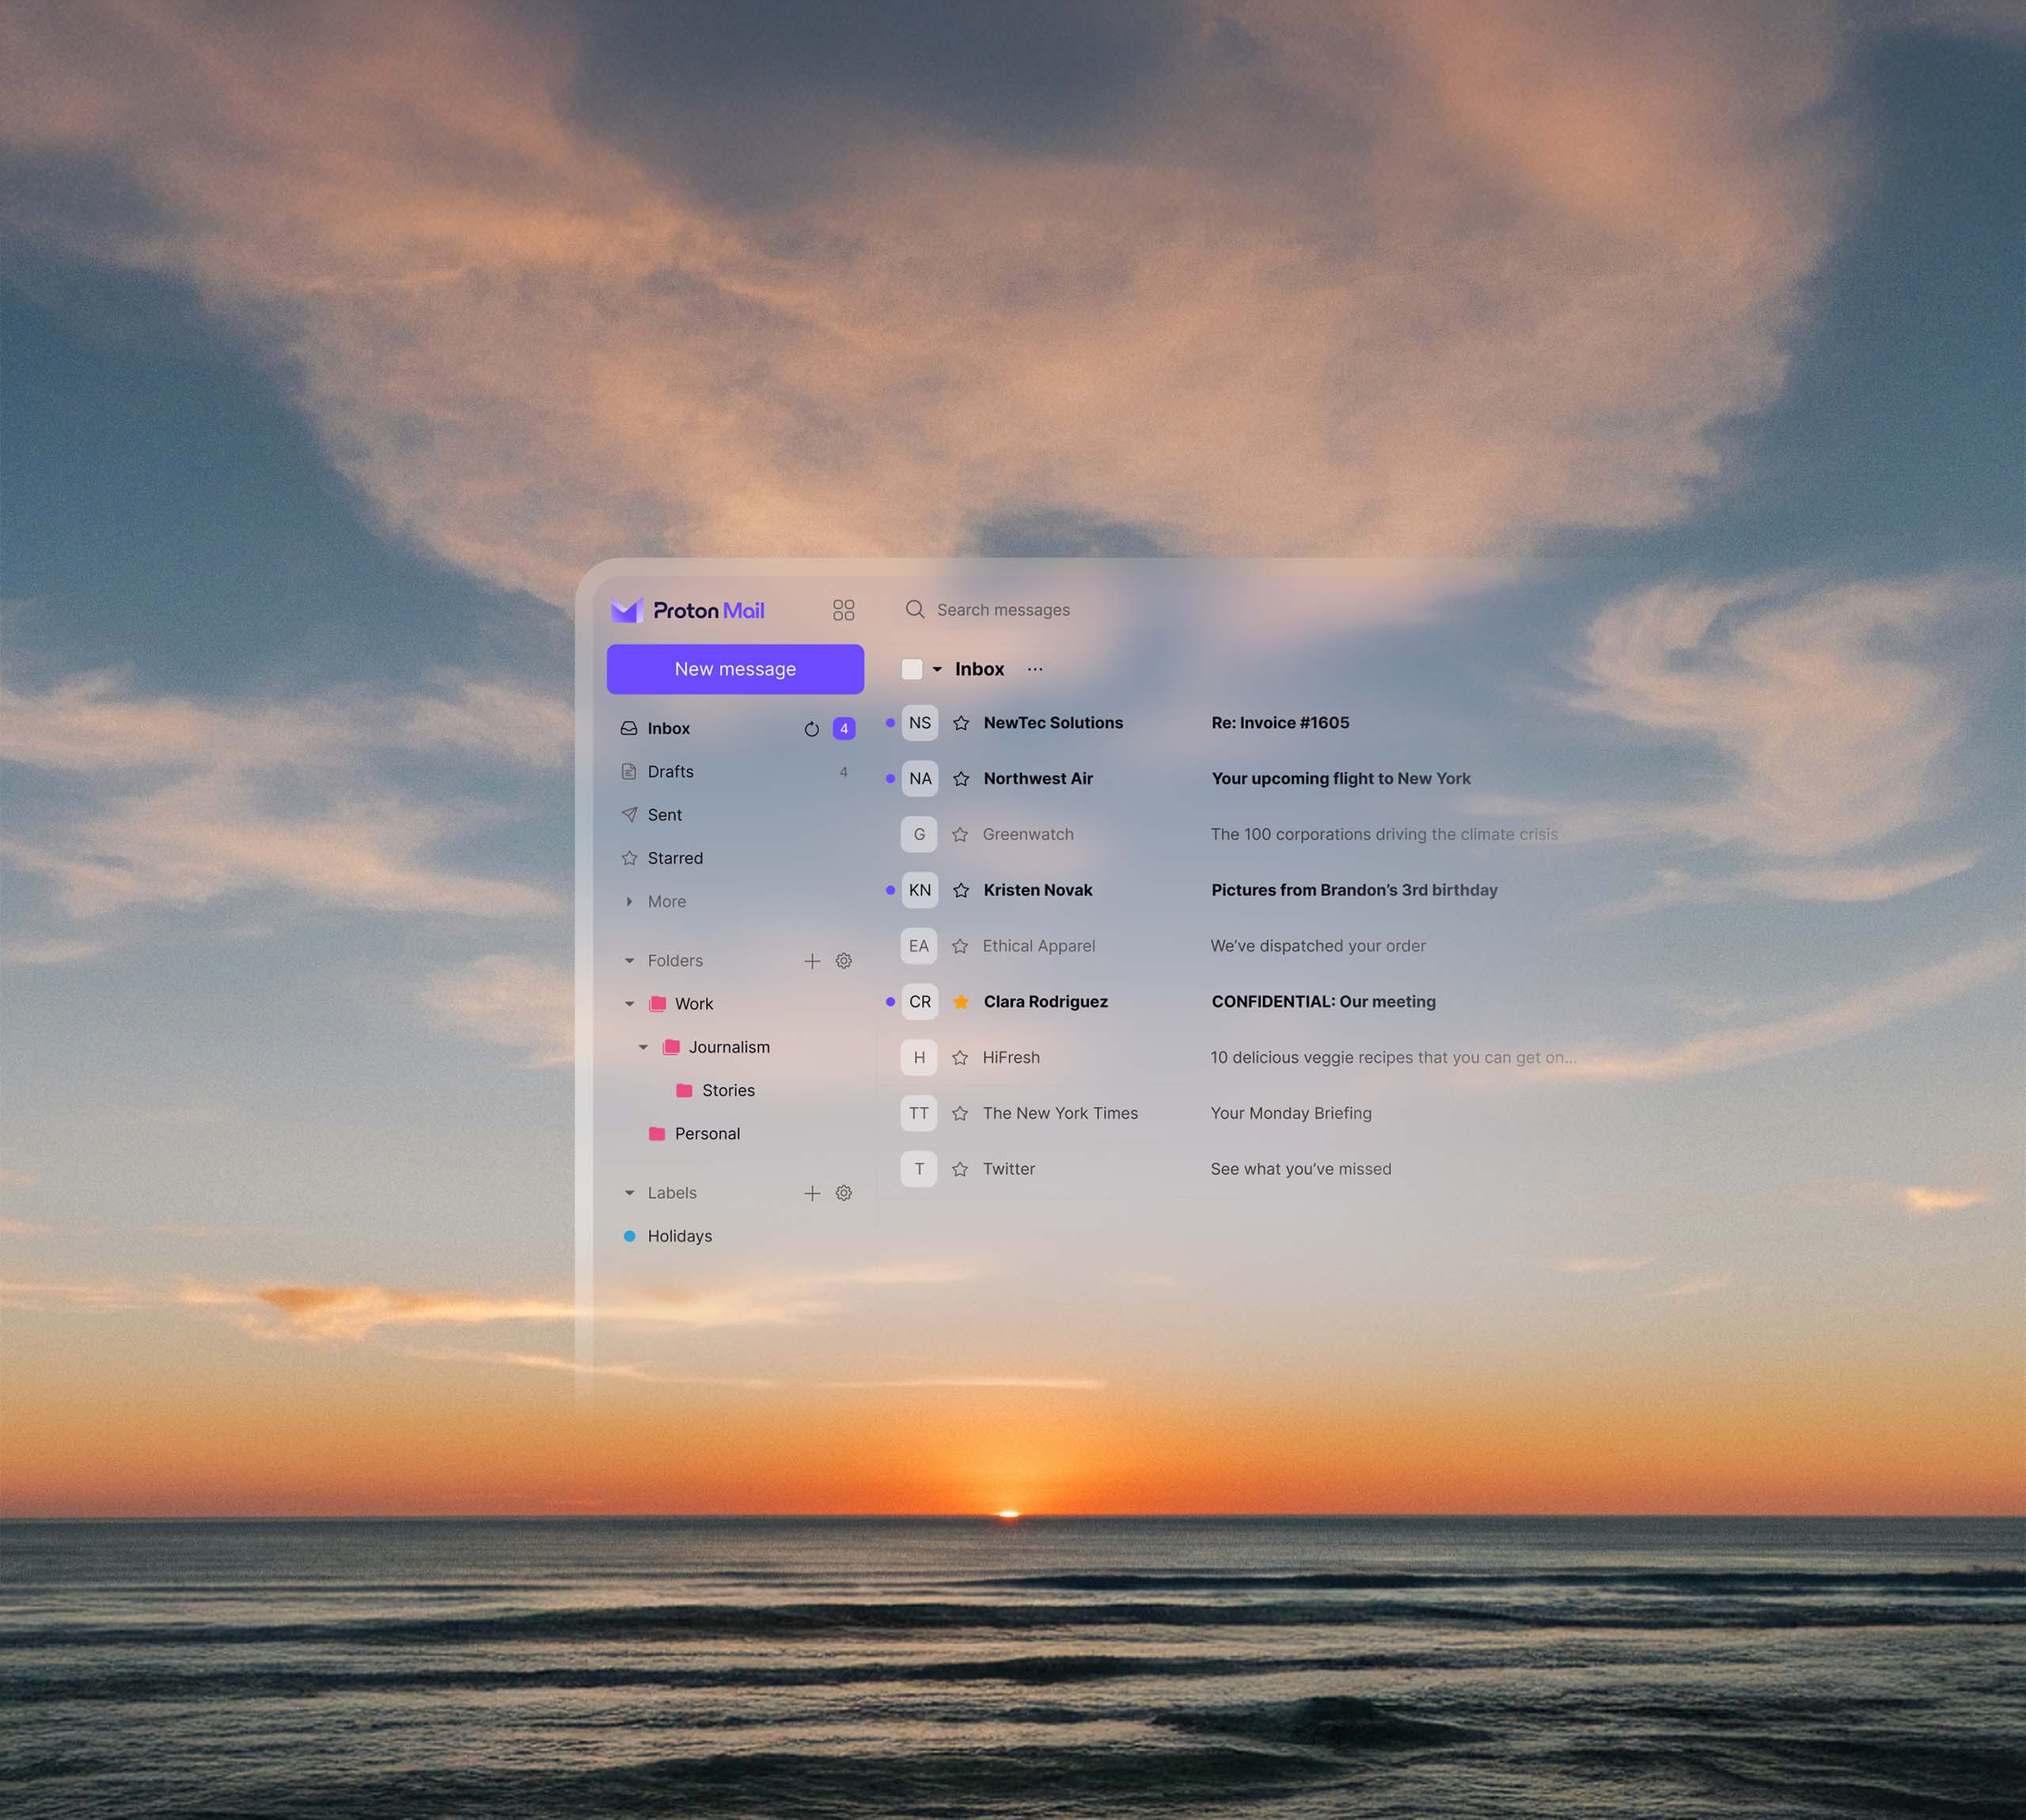 Proton Mail
Search messages
New message
Inbox
Inbox 4
Drafts 4
Sent
Starred
More
Folders
Work
Journalism
Stories
Personal
Labels
Holidays
NS NewTec Solutions Re: Invoice #1605
NA Northwest Air Your upcoming flight to New York
G Greenwatch The 100 corporations driving the climate crisis
KN Kristen Novak Pictures from Brandon’s 3rd birthday
EA Ethical Apparel We’ve dispatched your order
CR Clara Rodriguez CONFIDENTIAL: Our meeting
H HiFresh 10 delicious veggie recipes that you can get on...
TT The New York Times Your Monday Briefing
T Twitter See what you’ve missed